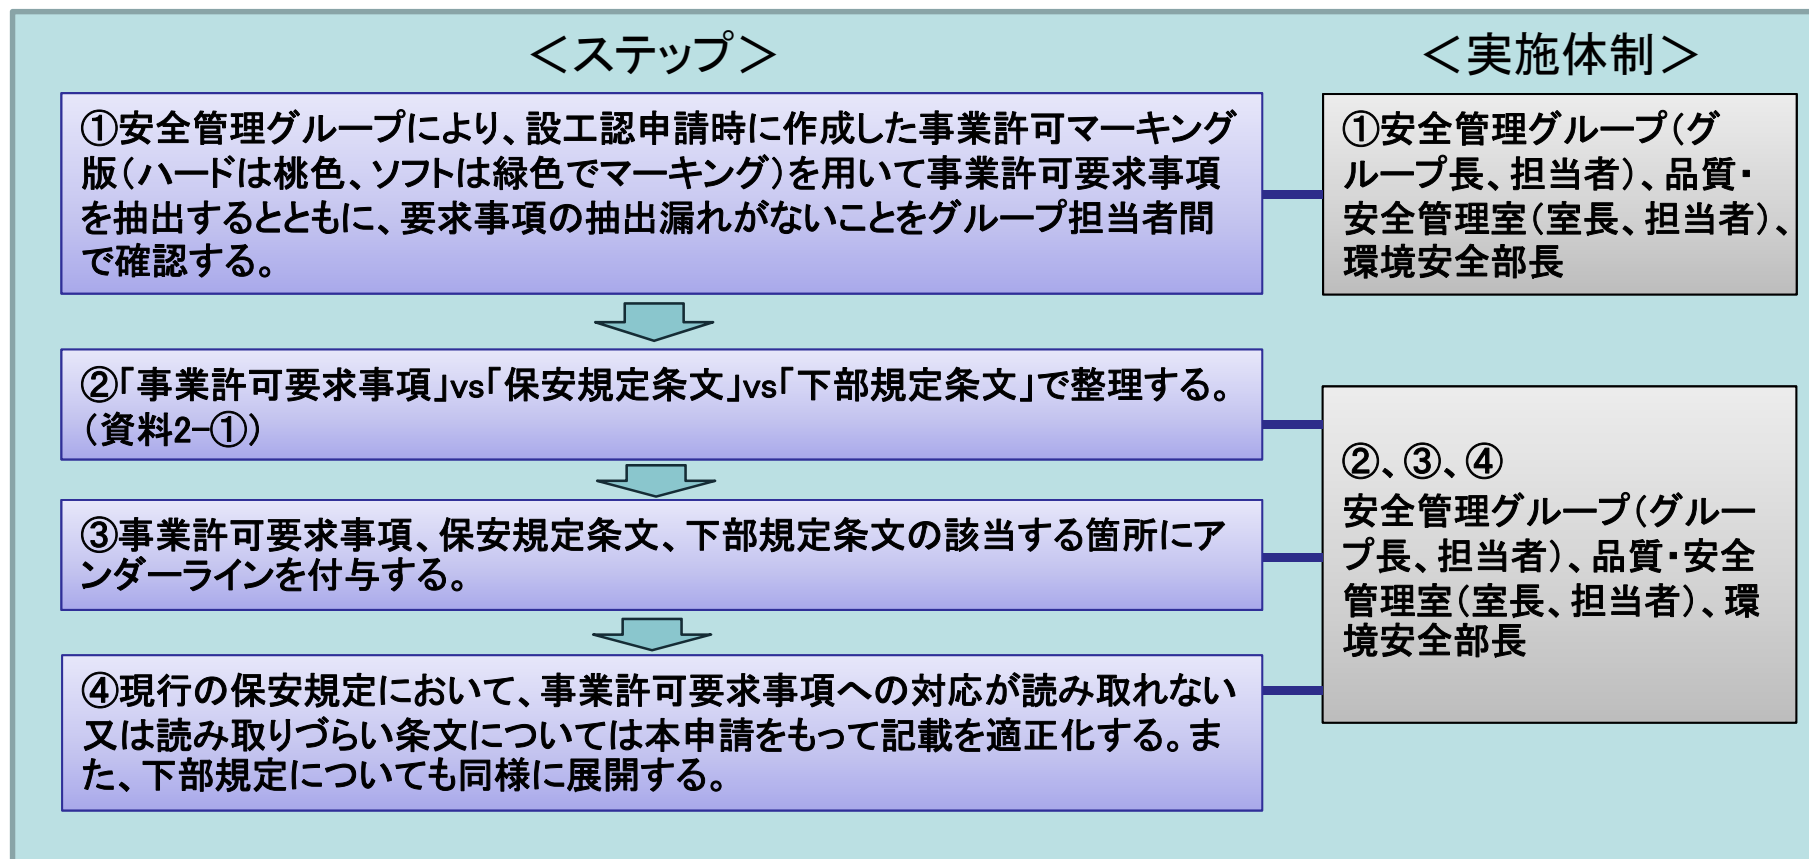 ＜ステップ＞
＜実施体制＞
①安全管理グループにより、設工認申請時に作成した事業許可マーキング
版（ハードは桃色、ソフトは緑色でマーキング）を用いて事業許可要求事項
を抽出するとともに、要求事項の抽出漏れがないことをグループ担当者間
で確認する。
①安全管理グループ（グ
ループ長、担当者）、品質・
安全管理室（室長、担当者）、
環境安全部長
②「事業許可要求事項」vs「保安規定条文」vs「下部規定条文」で整理する。
（資料2-①）
③事業許可要求事項、保安規定条文、下部規定条文の該当する箇所にア
ンダーラインを付与する。
④現行の保安規定において、事業許可要求事項への対応が読み取れない
又は読み取りづらい条文については本申請をもって記載を適正化する。ま
た、下部規定についても同様に展開する。
②、③、④
安全管理グループ（グルー
プ長、担当者）、品質・安全
管理室（室長、担当者）、環
境安全部長